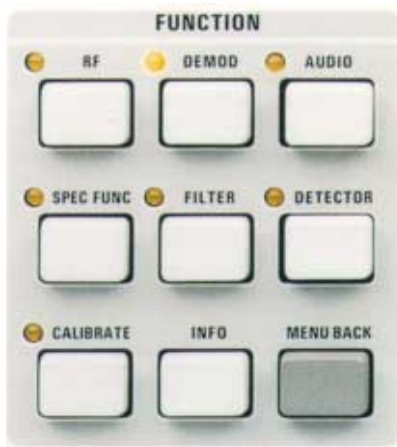 FUNCTION
RF DEMOD AUDIO
SPEC FUNC FILTER DETECTOR
CALIBRATE INFO MENU BACK